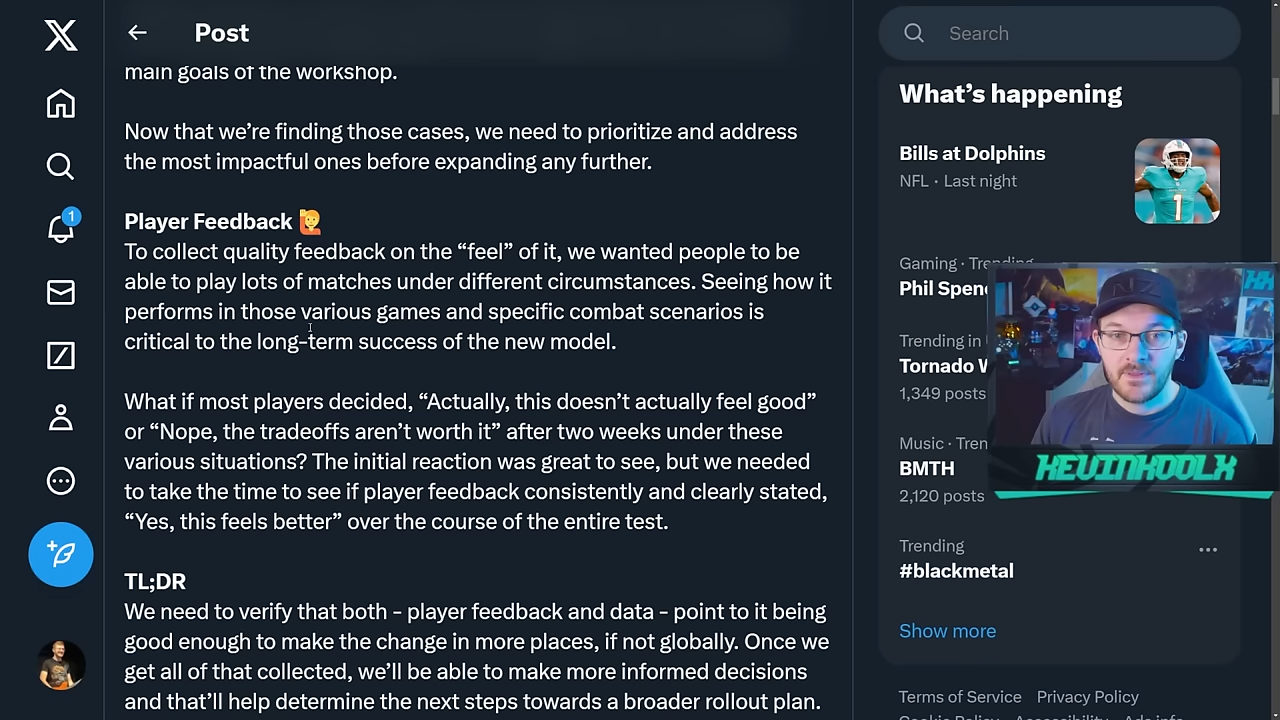 Post
main goals of the workshop.
Now that we’re finding those cases, we need to prioritize and address
the most impactful ones before expanding any further.
Player Feedback 🙋
To collect quality feedback on the “feel” of it, we wanted people to be
able to play lots of matches under different circumstances. Seeing how it
performs in those various games and specific combat scenarios is
critical to the long-term success of the new model.
What if most players decided, “Actually, this doesn’t actually feel good”
or “Nope, the tradeoffs aren’t worth it” after two weeks under these
various situations? The initial reaction was great to see, but we needed
to take the time to see if player feedback consistently and clearly stated,
“Yes, this feels better” over the course of the entire test.
TL;DR
We need to verify that both - player feedback and data - point to it being
good enough to make the change in more places, if not globally. Once we
get all of that collected, we’ll be able to make more informed decisions
and that’ll help determine the next steps towards a broader rollout plan.
1
Search
What’s happening
Bills at Dolphins
NFL · Last night
Gaming · Trending
Phil
Trending in
Tornado
1,349 posts
Music ·
BMTH
2,120 posts
KEVINKOOLX
Trending
#blackmetal
Show more
Terms of Service Privacy Policy
Cookie Policy Accessibility Ads info